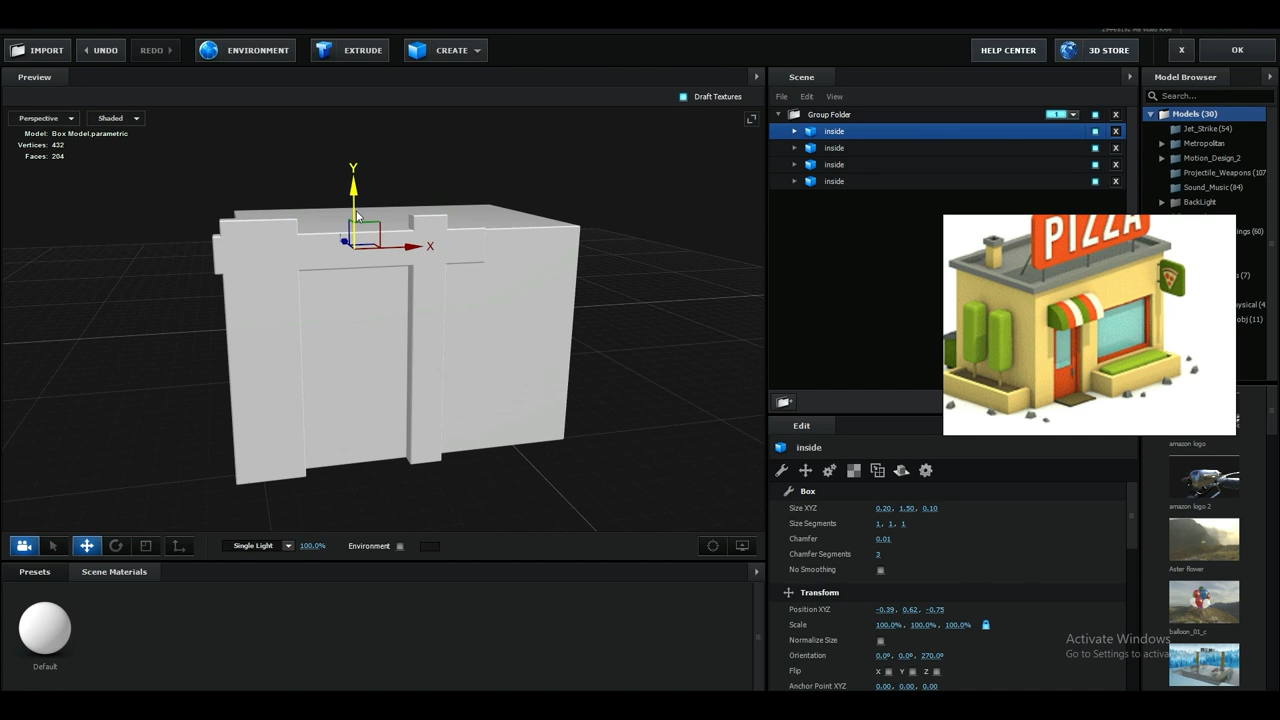 IMPORT
UNDO
REDO
ENVIRONMENT
EXTRUDE
CREATE
HELP CENTER
3D STORE
X
OK
Preview
Draft Textures
Perspective
Shaded
Model: Box Model.parametric
Vertices: 432
Faces: 204
Y
X
Single Light
100.0%
Environment
Presets
Scene Materials
Default
Scene
File Edit View
Group Folder 1 X
inside X
inside X
inside X
inside X
PIZZA
Edit
inside
Box
Size XYZ 0.20, 1.50, 0.10
Size Segments 1, 1, 1
Chamfer 0.01
Chamfer Segments 3
No Smoothing
Transform
Position XYZ -0.39, 0.62, -0.75
Scale 100.0%, 100.0%, 100.0%
Normalize Size
Orientation 0.0º, 0.0º, 270.0º
Flip X Y Z
Anchor Point XYZ 0.00, 0.00, 0.00
Model Browser
Search...
Models (30)
Jet_Strike (54)
Metropolitan
Motion_Design_2
Projectile_Weapons (107
Sound_Music (84)
BackLight
amazon logo
amazon logo 2
Aster flower
balloon_01_c
Activate Windows
Go to Settings to activa